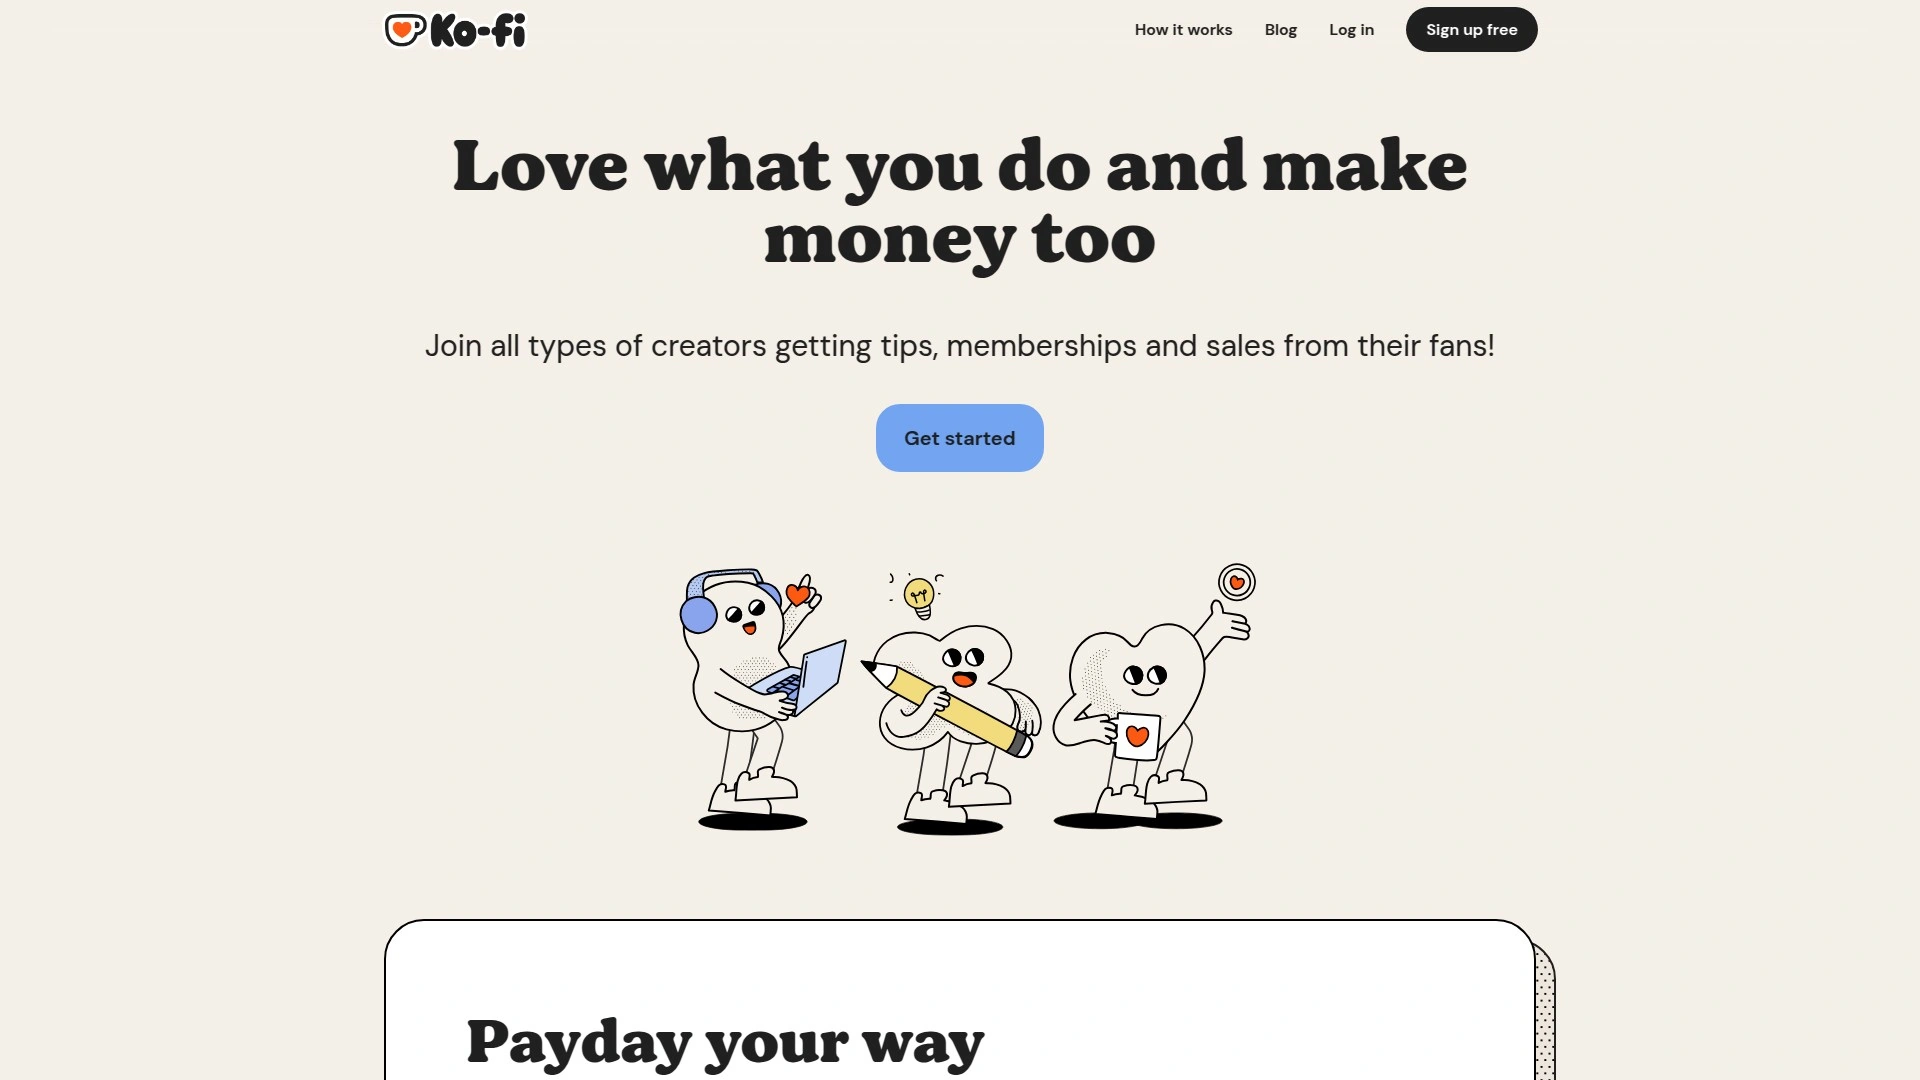 Ko-fi
How it works
Blog
Log in
Sign up free
Love what you do and make
money too
Join all types of creators getting tips, memberships and sales from their fans!
Get started
Payday your way